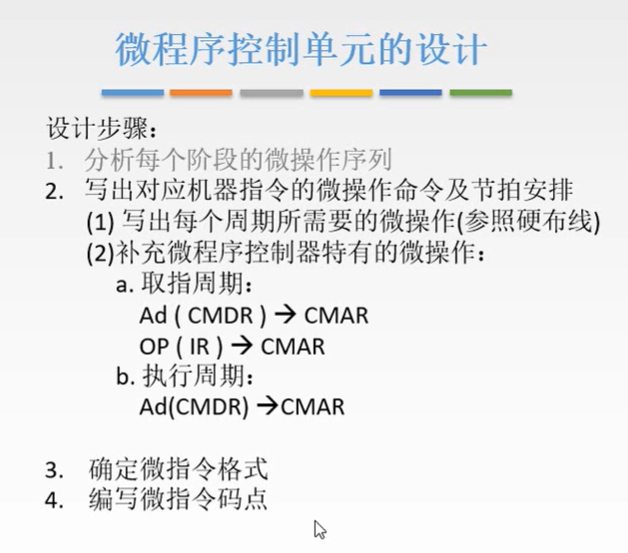 微程序控制单元的设计
设计步骤：
1. 分析每个阶段的微操作序列
2. 写出对应机器指令的微操作命令及节拍安排
(1) 写出每个周期所需要的微操作(参照硬布线)
(2)补充微程序控制器特有的微操作：
a. 取指周期：
Ad ( CMDR ) → CMAR
OP ( IR ) → CMAR
b. 执行周期：
Ad(CMDR) →CMAR
3. 确定微指令格式
4. 编写微指令码点